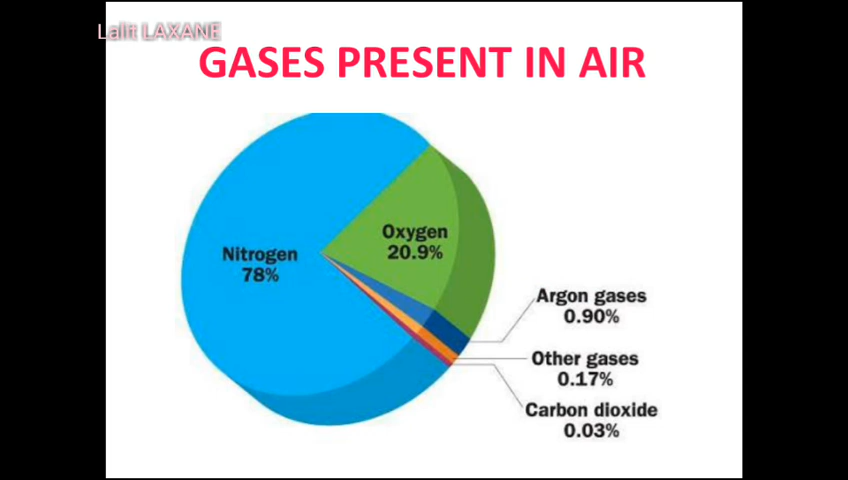 Lalit LAXANE
GASES PRESENT IN AIR
Nitrogen
78%
Oxygen
20.9%
Argon gases
0.90%
Other gases
0.17%
Carbon dioxide
0.03%